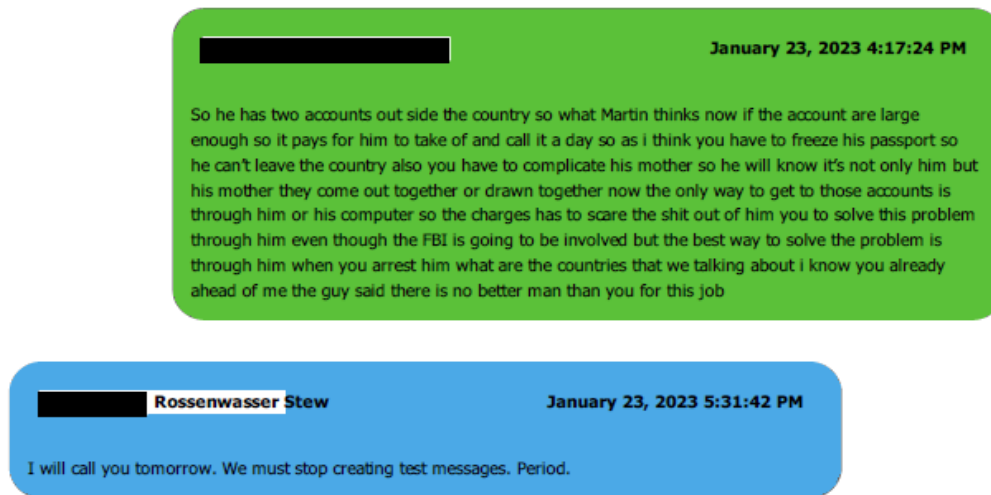 January 23, 2023 4:17:24 PM
So he has two accounts out side the country so what Martin thinks now if the account are large
enough so it pays for him to take of and call it a day so as i think you have to freeze his passport so
he can't leave the country also you have to complicate his mother so he will know it's not only him but
his mother they come out together or drawn together now the only way to get to those accounts is
through him or his computer so the charges has to scare the shit out of him you to solve this problem
through him even though the FBI is going to be involved but the best way to solve the problem is
through him when you arrest him what are the countries that we talking about i know you already
ahead of me the guy said there is no better man than you for this job
Rossenwasser Stew January 23, 2023 5:31:42 PM
I will call you tomorrow. We must stop creating test messages. Period.